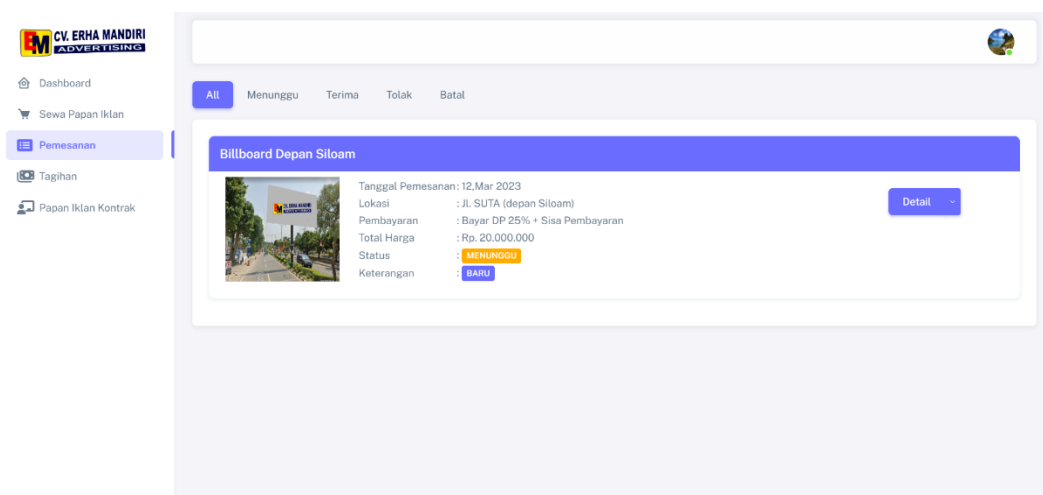 CV. ERHA MANDIRI
ADVERTISING
Dashboard
Sewa Papan Iklan
Pemesanan
Tagihan
Papan Iklan Kontrak
All Menunggu Terima Tolak Batal
Billboard Depan Siloam
Tanggal Pemesanan : 12,Mar 2023
Lokasi : Jl. SUTA (depan Siloam)
Pembayaran : Bayar DP 25% + Sisa Pembayaran
Total Harga : Rp. 20.000.000
Status : MENUNGGU
Keterangan : BARU
Detail